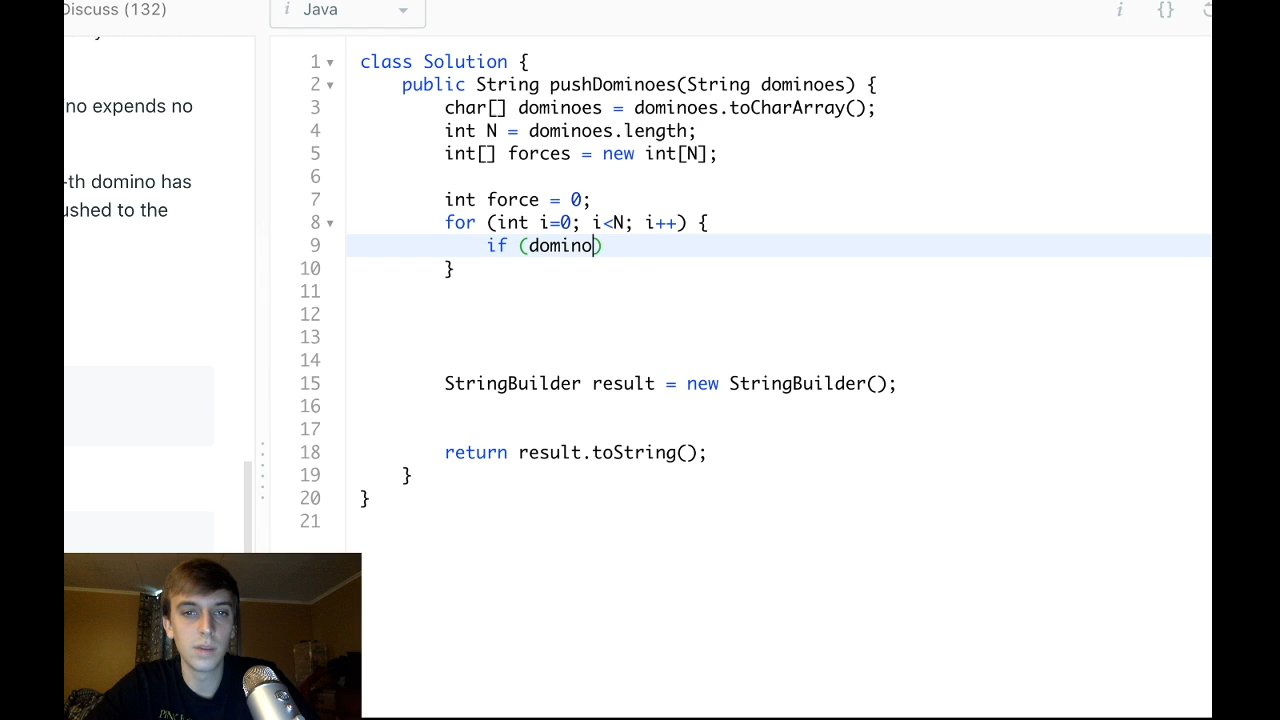 Discuss (132)
i Java
i {}
no expends no
-th domino has
ushed to the
1 class Solution {
2 public String pushDominoes(String dominoes) {
3 char[] dominoes = dominoes.toCharArray();
4 int N = dominoes.length;
5 int[] forces = new int[N];
6
7 int force = 0;
8 for (int i=0; i<N; i++) {
9 if (domino)
10 }
11
12
13
14
15 StringBuilder result = new StringBuilder();
16
17
18 return result.toString();
19 }
20 }
21